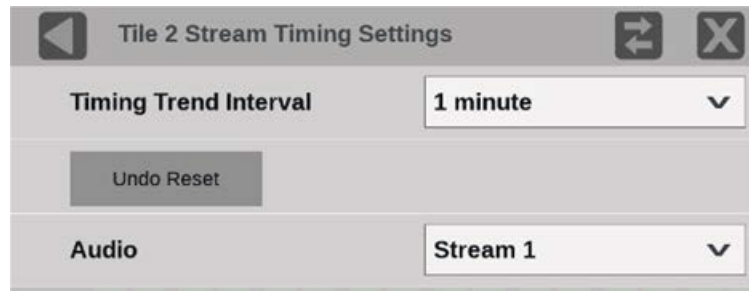 Tile 2 Stream Timing Settings
Timing Trend Interval 1 minute
Undo Reset
Audio Stream 1